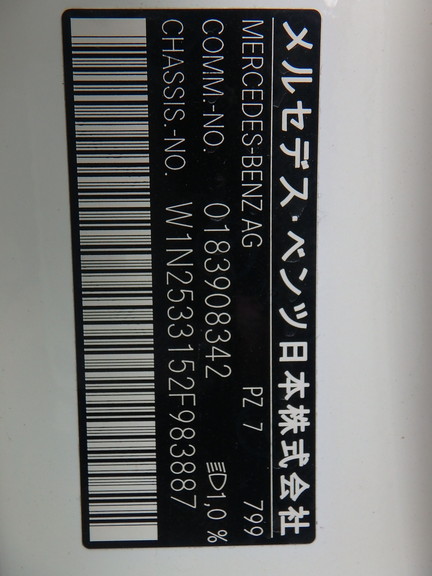 メルセデス・ベンツ日本株式会社
MERCEDES-BENZ AG PZ 7 799
COMM.-NO. 0183908342 1,0 %
CHASSIS.-NO. W1N2533152F983887